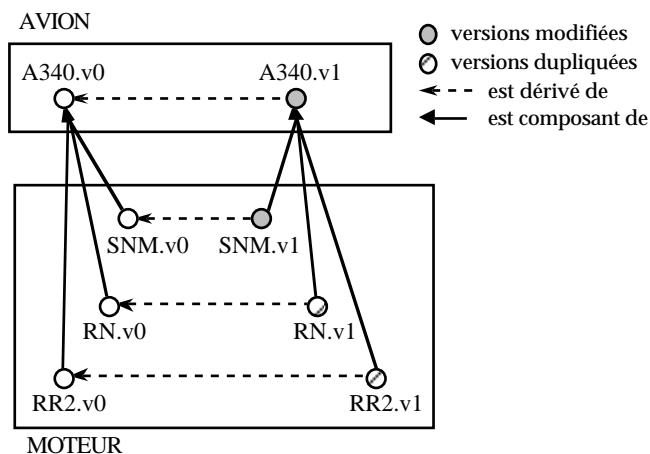 AVION
A340.v0 A340.v1
versions modifiées
versions dupliquées
est dérivé de
est composant de
SNM.v0 SNM.v1
RN.v0 RN.v1
RR2.v0 RR2.v1
MOTEUR